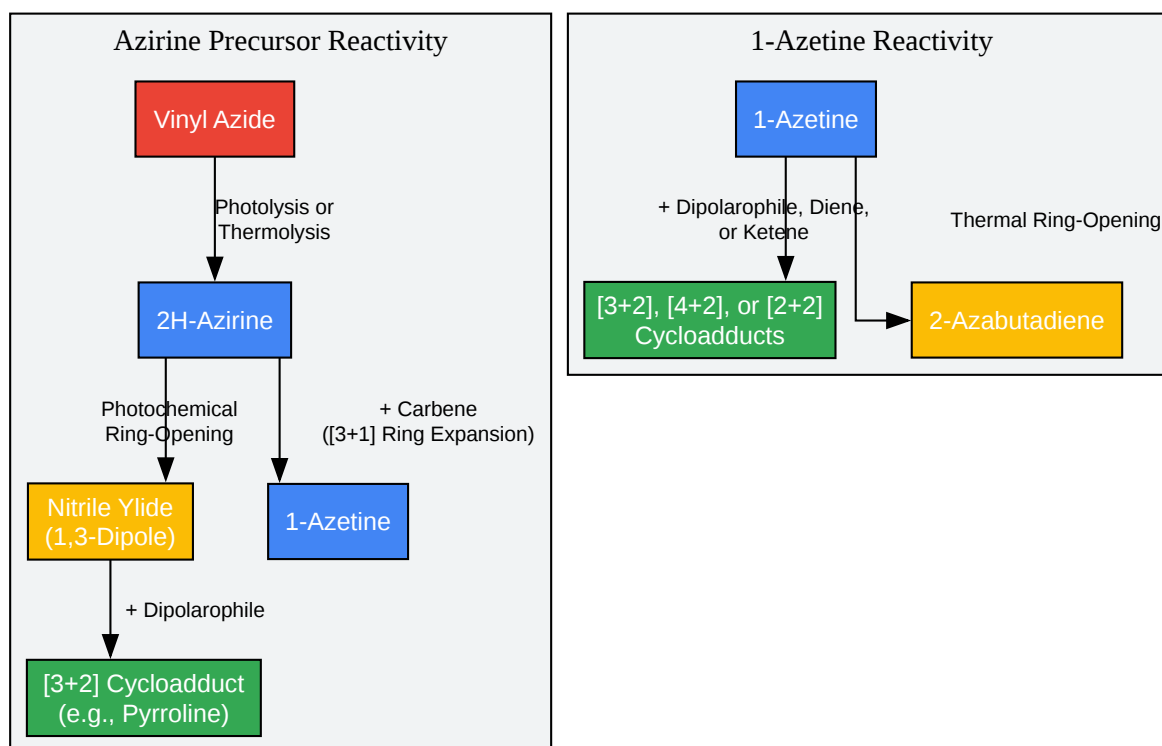 Azirine Precursor Reactivity
Vinyl Azide
Photolysis or
Thermolysis
2H-Azirine
Photochemical
Ring-Opening
+ Carbene
([3+1] Ring Expansion)
Nitrile Ylide
(1,3-Dipole)
1-Azetine
+ Dipolarophile
[3+2] Cycloadduct
(e.g., Pyrroline)
1-Azetine Reactivity
1-Azetine
+ Dipolarophile, Diene,
or Ketene
Thermal Ring-Opening
[3+2], [4+2], or [2+2]
Cycloadducts
2-Azabutadiene